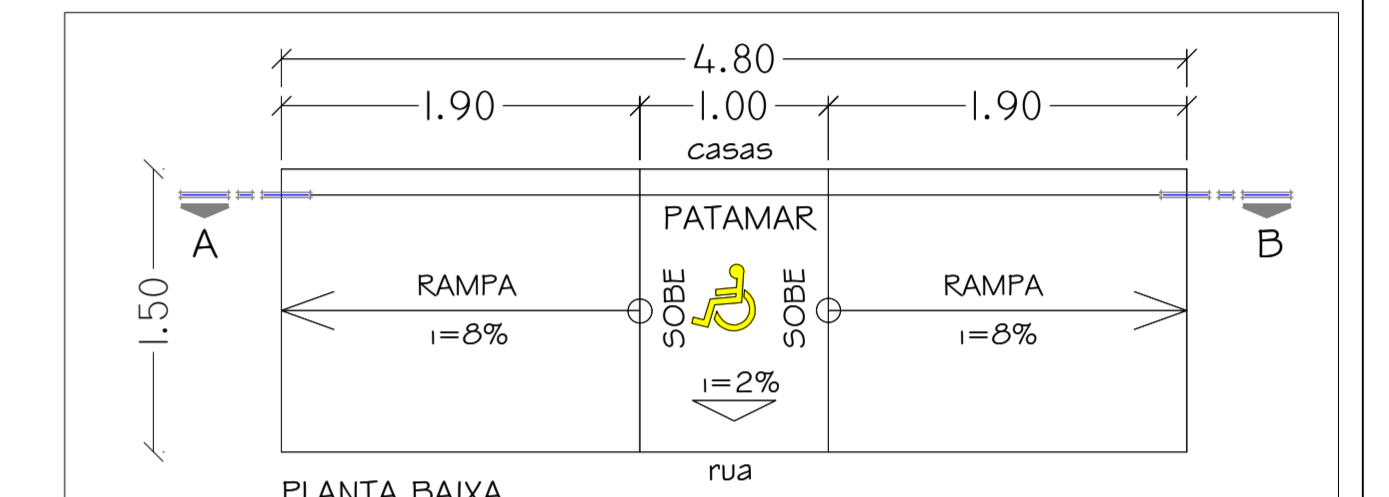 4.80
1.90 1.00 1.90
casas
PATAMAR
A B
1.50
RAMPA SOBE SOBE RAMPA
i=8% i=8%
i=2%
rua
PLANTA BAIXA